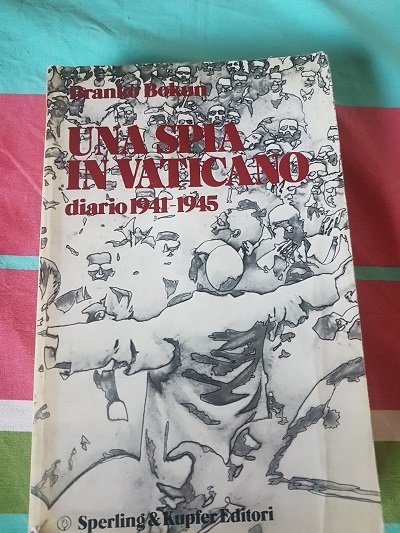 Branko Bokun
UNA SPIA
IN VATICANO
diario 1941-1945
Sperling & Kupfer Editori